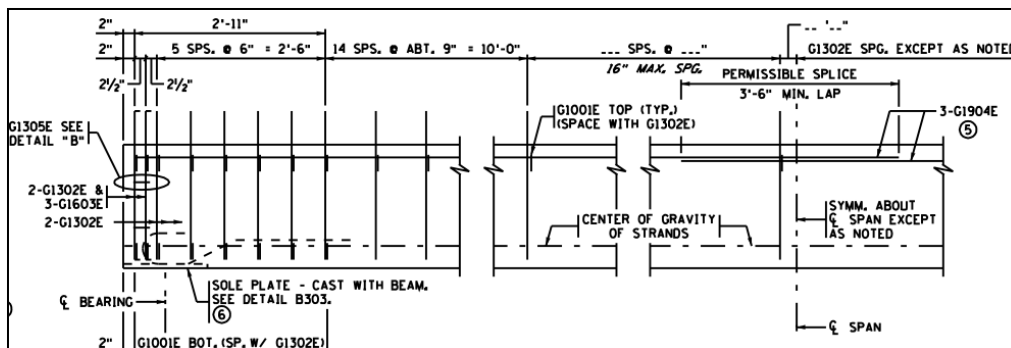 2"
2'-11"
__ '-__"
2"
5 SPS. @ 6" = 2'-6"
14 SPS. @ ABT. 9" = 10'-0"
___ SPS. @ ___"
G1302E SPG. EXCEPT AS NOTED
16" MAX. SPG.
2½"
2½"
PERMISSIBLE SPLICE
3'-6" MIN. LAP
G1305E SEE
DETAIL "B"
G1001E TOP (TYP.)
(SPACE WITH G1302E)
3-G1904E
5
2-G1302E &
3-G1603E
2-G1302E
CENTER OF GRAVITY
OF STRANDS
SYMM. ABOUT
℄ SPAN EXCEPT
AS NOTED
SOLE PLATE - CAST WITH BEAM.
SEE DETAIL B303.
6
℄ BEARING
℄ SPAN
2"
G1001E BOT. (SP. W/ G1302E)